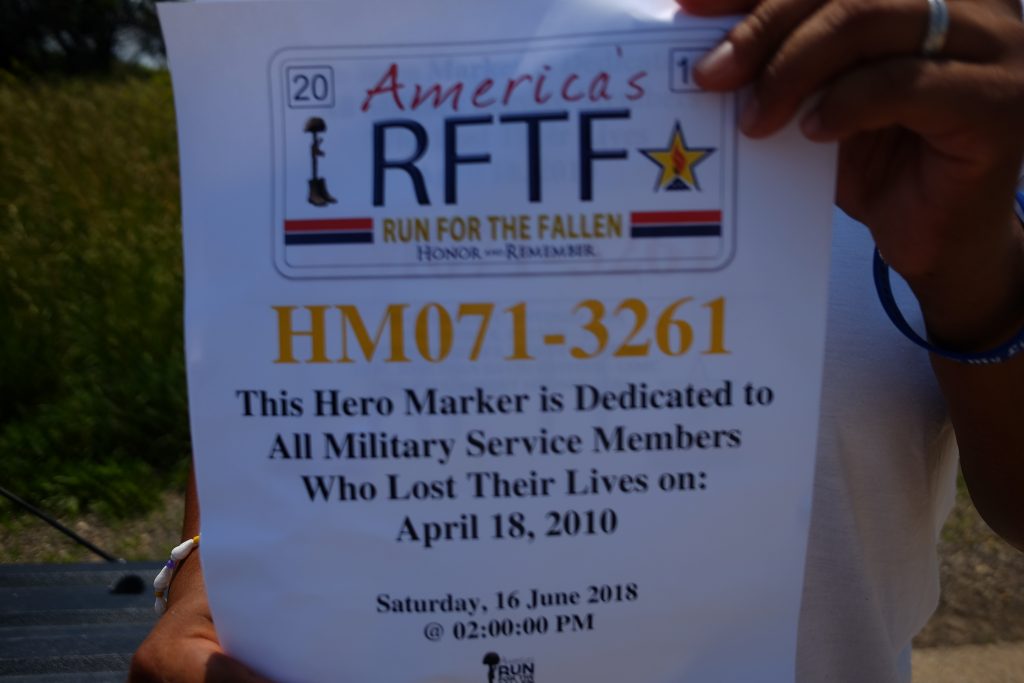 20
1
America's
RFTF
RUN FOR THE FALLEN
HONOR AND REMEMBER
HM071-3261
This Hero Marker is Dedicated to
All Military Service Members
Who Lost Their Lives on:
April 18, 2010
Saturday, 16 June 2018
@ 02:00:00 PM
America's
RUN